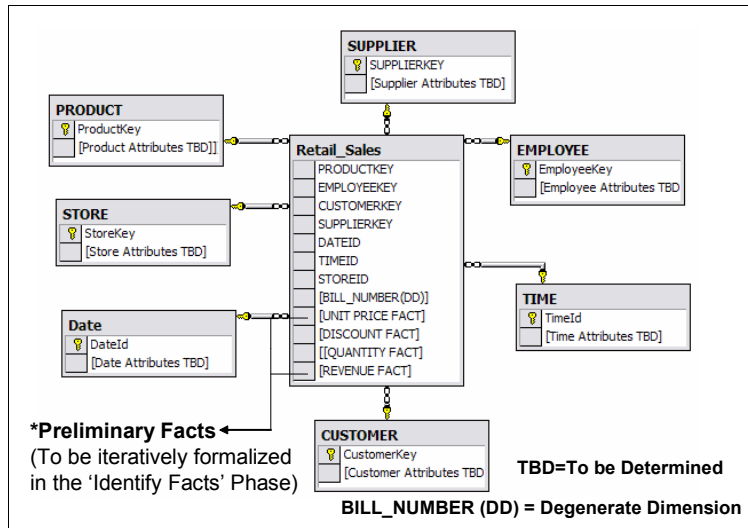 SUPPLIER
SUPPLIERKEY
[Supplier Attributes TBD]
PRODUCT
ProductKey
[Product Attributes TBD]]
Retail_Sales
PRODUCTKEY
EMPLOYEEKEY
CUSTOMERKEY
SUPPLIERKEY
DATEID
TIMEID
STOREID
[BILL_NUMBER(DD)]
[UNIT PRICE FACT]
[DISCOUNT FACT]
[[QUANTITY FACT]
[REVENUE FACT]
EMPLOYEE
EmployeeKey
[Employee Attributes TBD
STORE
StoreKey
[Store Attributes TBD]
TIME
TimeId
[Time Attributes TBD]
Date
DateId
[Date Attributes TBD]
*Preliminary Facts
(To be iteratively formalized
in the ‘Identify Facts’ Phase)
CUSTOMER
CustomerKey
[Customer Attributes TBD
TBD=To be Determined
BILL_NUMBER (DD) = Degenerate Dimension